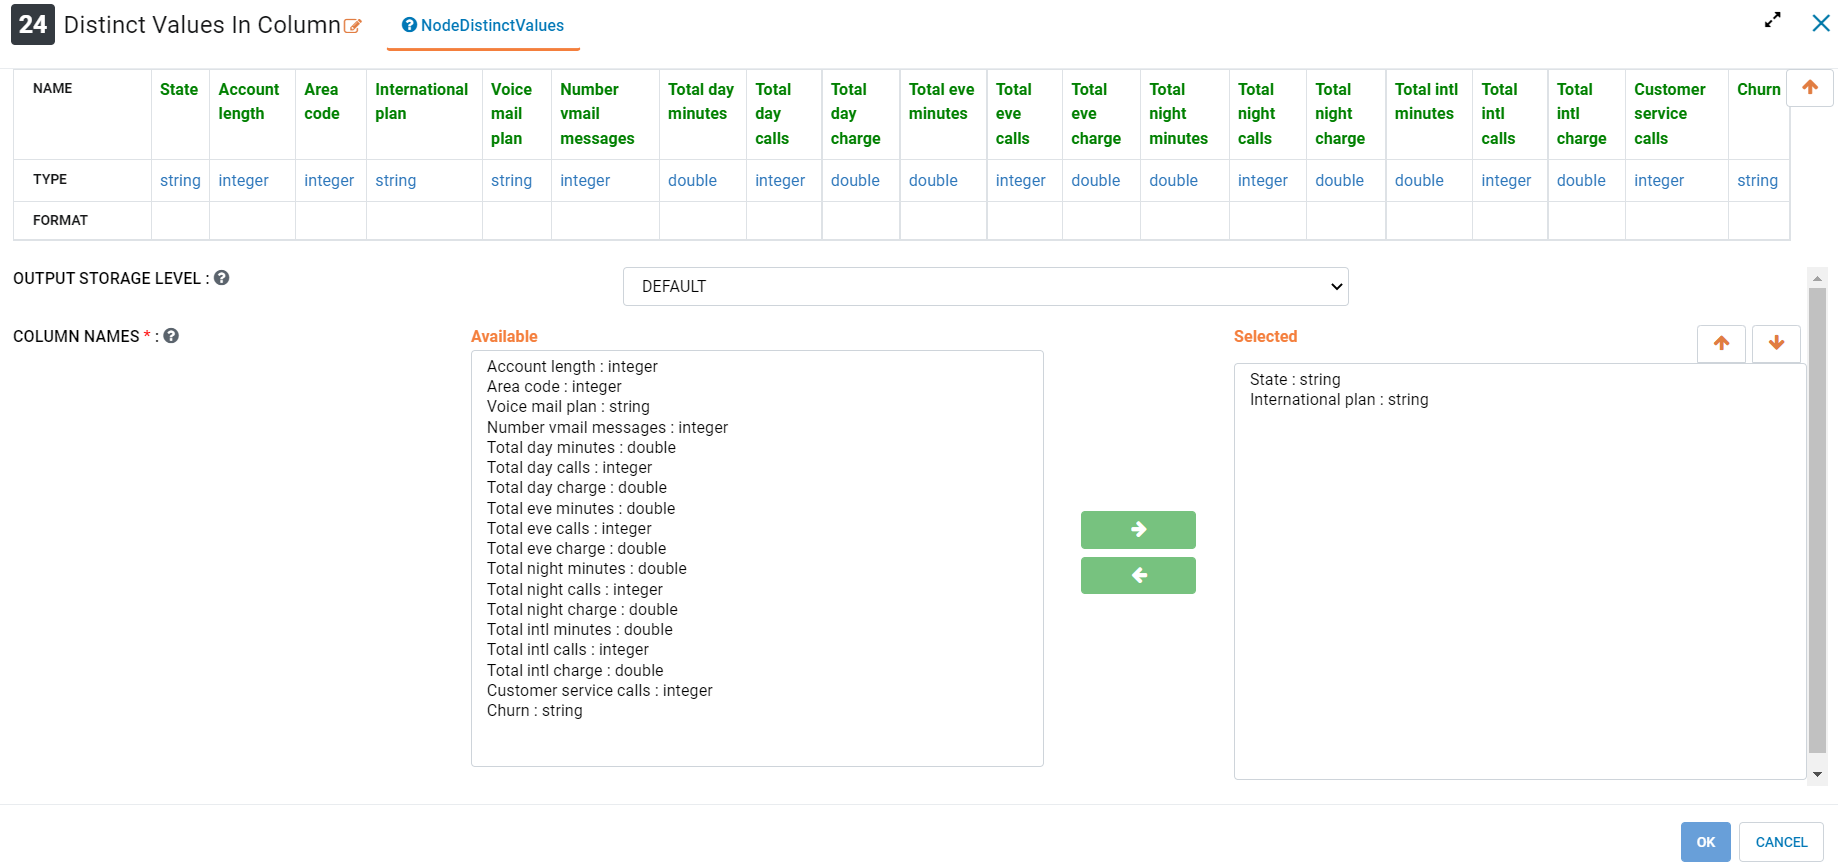 24 Distinct Values In Column NodeDistinctValues
NAME State Account length Area code International plan Voice mail plan Number vmail messages Total day minutes Total day calls Total day charge Total eve minutes Total eve calls Total eve charge Total night minutes Total night calls Total night charge Total intl minutes Total intl calls Total intl charge Customer service calls Churn
TYPE string integer integer string string integer double integer double double integer double double integer double double integer double integer string
FORMAT
OUTPUT STORAGE LEVEL :
DEFAULT
COLUMN NAMES * :
Available
Account length : integer
Area code : integer
Voice mail plan : string
Number vmail messages : integer
Total day minutes : double
Total day calls : integer
Total day charge : double
Total eve minutes : double
Total eve calls : integer
Total eve charge : double
Total night minutes : double
Total night calls : integer
Total night charge : double
Total intl minutes : double
Total intl calls : integer
Total intl charge : double
Customer service calls : integer
Churn : string
Selected
State : string
International plan : string
OK
CANCEL